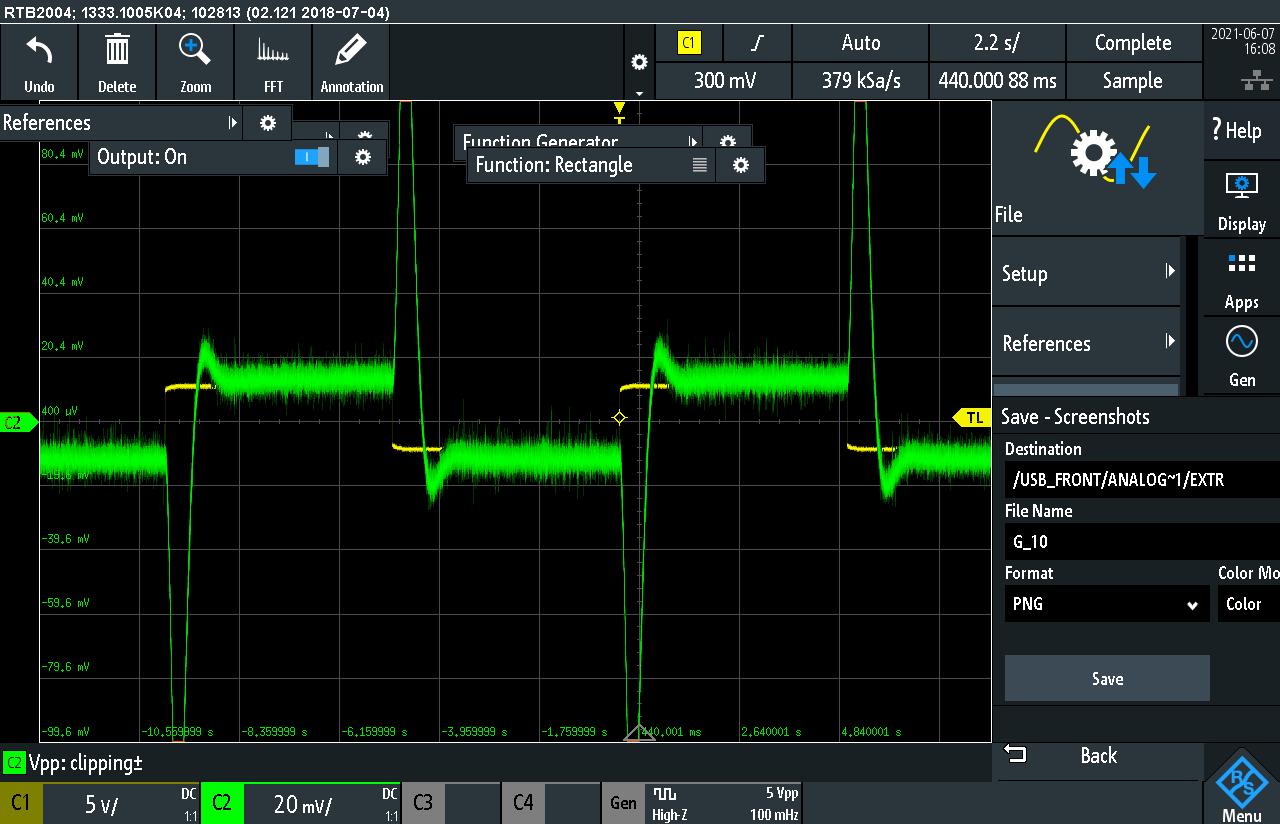 RTB2004; 1333.1005K04; 102813 (02.121 2018-07-04)
Undo
Delete
Zoom
FFT
Annotation
C1
Auto
2.2 s/
Complete
300 mV
379 kSa/s
440.000 88 ms
Sample
2021-06-07
16:08
References
Output: On
Function Generator
Function: Rectangle
T
80,4 mV
60,4 mV
40,4 mV
20,4 mV
400 µV
C2
TL
-19,6 mV
-39,6 mV
-59,6 mV
-79,6 mV
-99,6 mV
-10,569999 s
-8,359999 s
-6,159999 s
-3,959999 s
-1,759999 s
440,001 ms
2,640001 s
4,840001 s
File
Setup
References
? Help
Display
Apps
Gen
Save - Screenshots
Destination
/USB_FRONT/ANALOG~1/EXTR
File Name
G_10
Format
Color Mo
PNG
Color
Save
Back
R&S
Menu
C2 Vpp: clipping±
C1
5 V/
DC
1:1
C2
20 mV/
DC
1:1
C3
C4
Gen
High-Z
5 Vpp
100 mHz